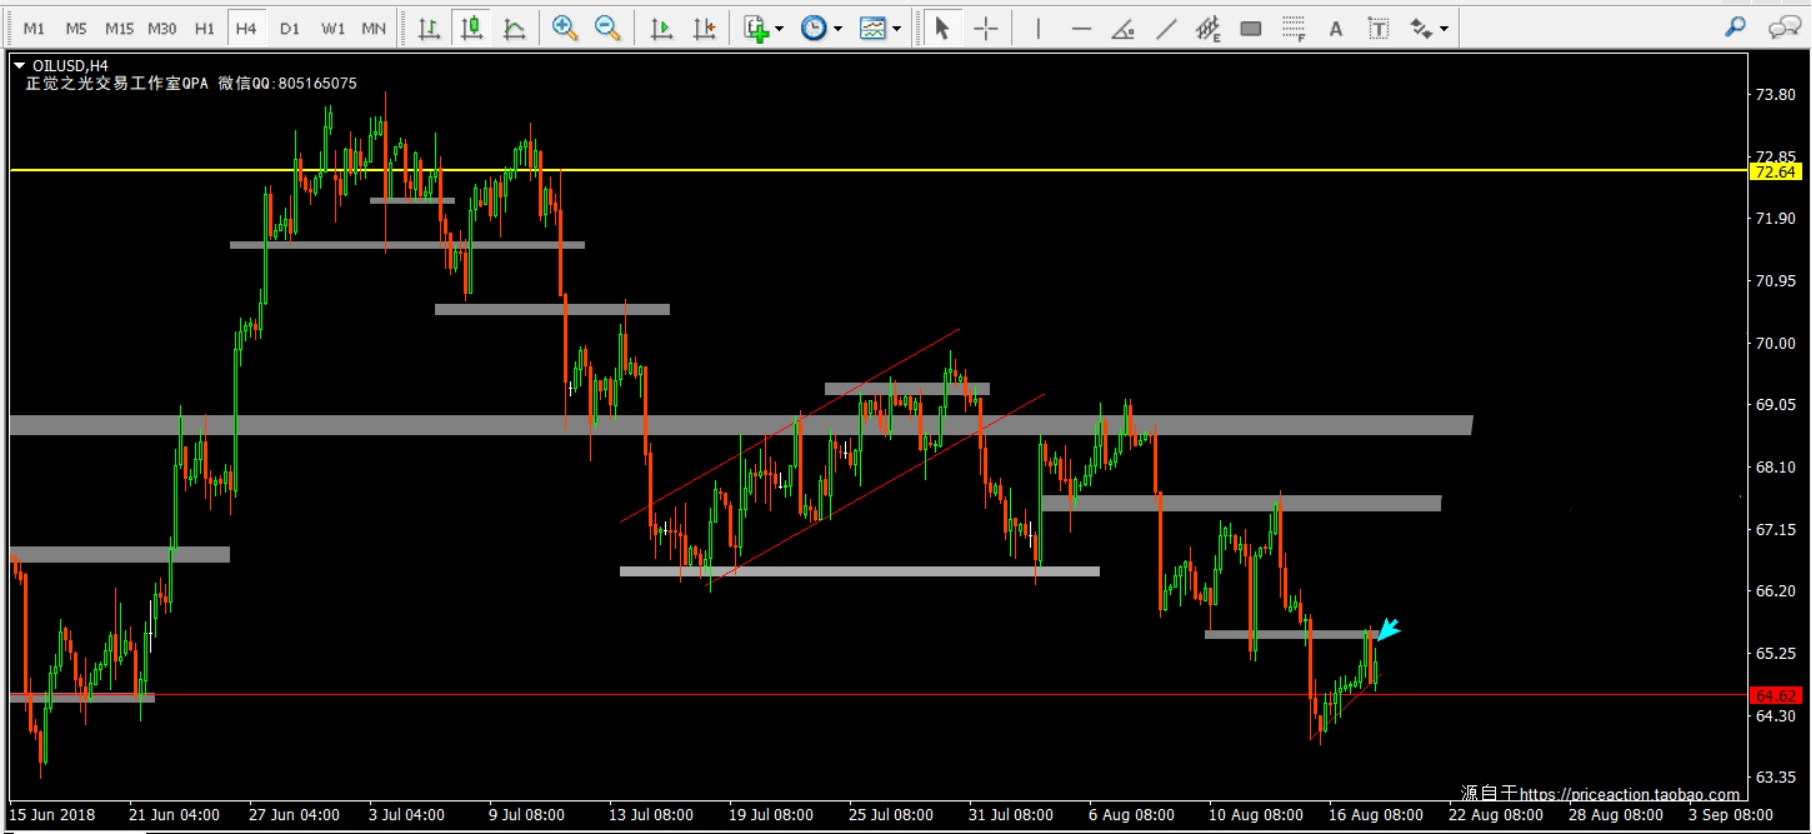 M1 M5 M15 M30 H1 H4 D1 W1 MN
E F A T
OILUSD,H4
正觉之光交易工作室QPA 微信QQ:805165075
73.80
72.85
72.64
71.90
70.95
70.00
69.05
68.10
67.15
66.20
65.25
64.62
64.30
63.35
源自于https://priceaction.taobao.com
15 Jun 2018 21 Jun 04:00 27 Jun 04:00 3 Jul 04:00 9 Jul 08:00 13 Jul 08:00 19 Jul 08:00 25 Jul 08:00 31 Jul 08:00 6 Aug 08:00 10 Aug 08:00 16 Aug 08:00 22 Aug 08:00 28 Aug 08:00 3 Sep 08:00